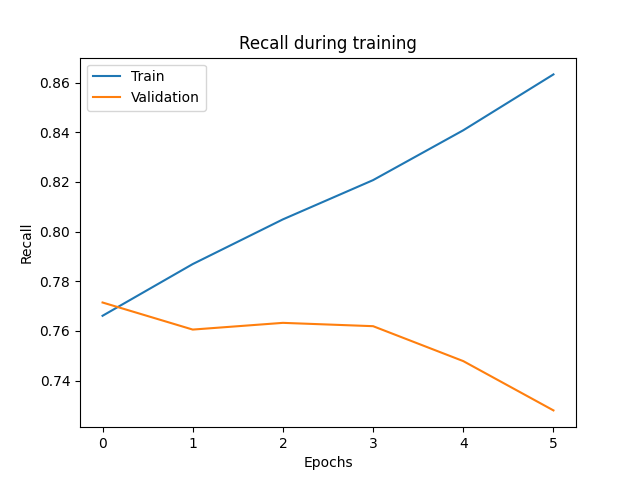 Recall during training
Train
Validation
0.86
0.84
0.82
0.80
0.78
0.76
0.74
Recall
0 1 2 3 4 5
Epochs